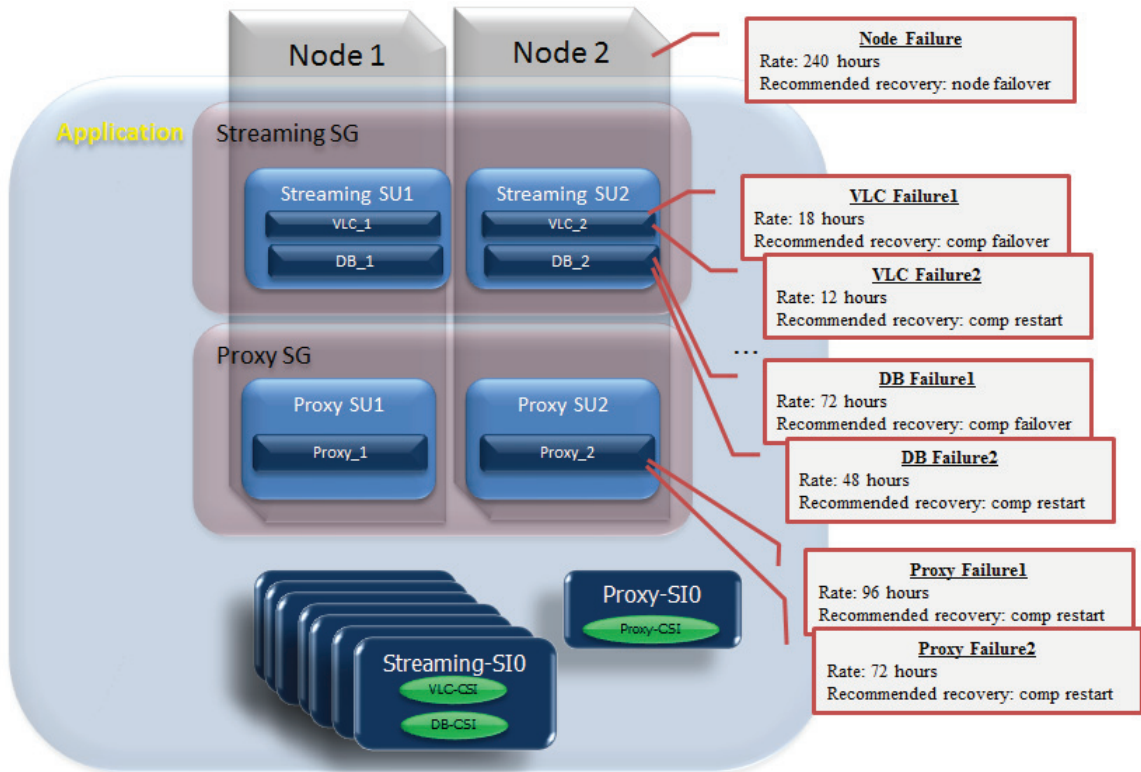 Node 1
Node 2
Node Failure
Rate: 240 hours
Recommended recovery: node failover
Application
Streaming SG
Streaming SU1
VLC_1
DB_1
Streaming SU2
VLC_2
DB_2
VLC Failure1
Rate: 18 hours
Recommended recovery: comp failover
VLC Failure2
Rate: 12 hours
Recommended recovery: comp restart
...
Proxy SG
Proxy SU1
Proxy_1
Proxy SU2
Proxy_2
DB Failure1
Rate: 72 hours
Recommended recovery: comp failover
DB Failure2
Rate: 48 hours
Recommended recovery: comp restart
Proxy Failure1
Rate: 96 hours
Recommended recovery: comp restart
Proxy Failure2
Rate: 72 hours
Recommended recovery: comp restart
Proxy-SI0
Proxy-CSI
Streaming-SI0
VLC-CSI
DB-CSI